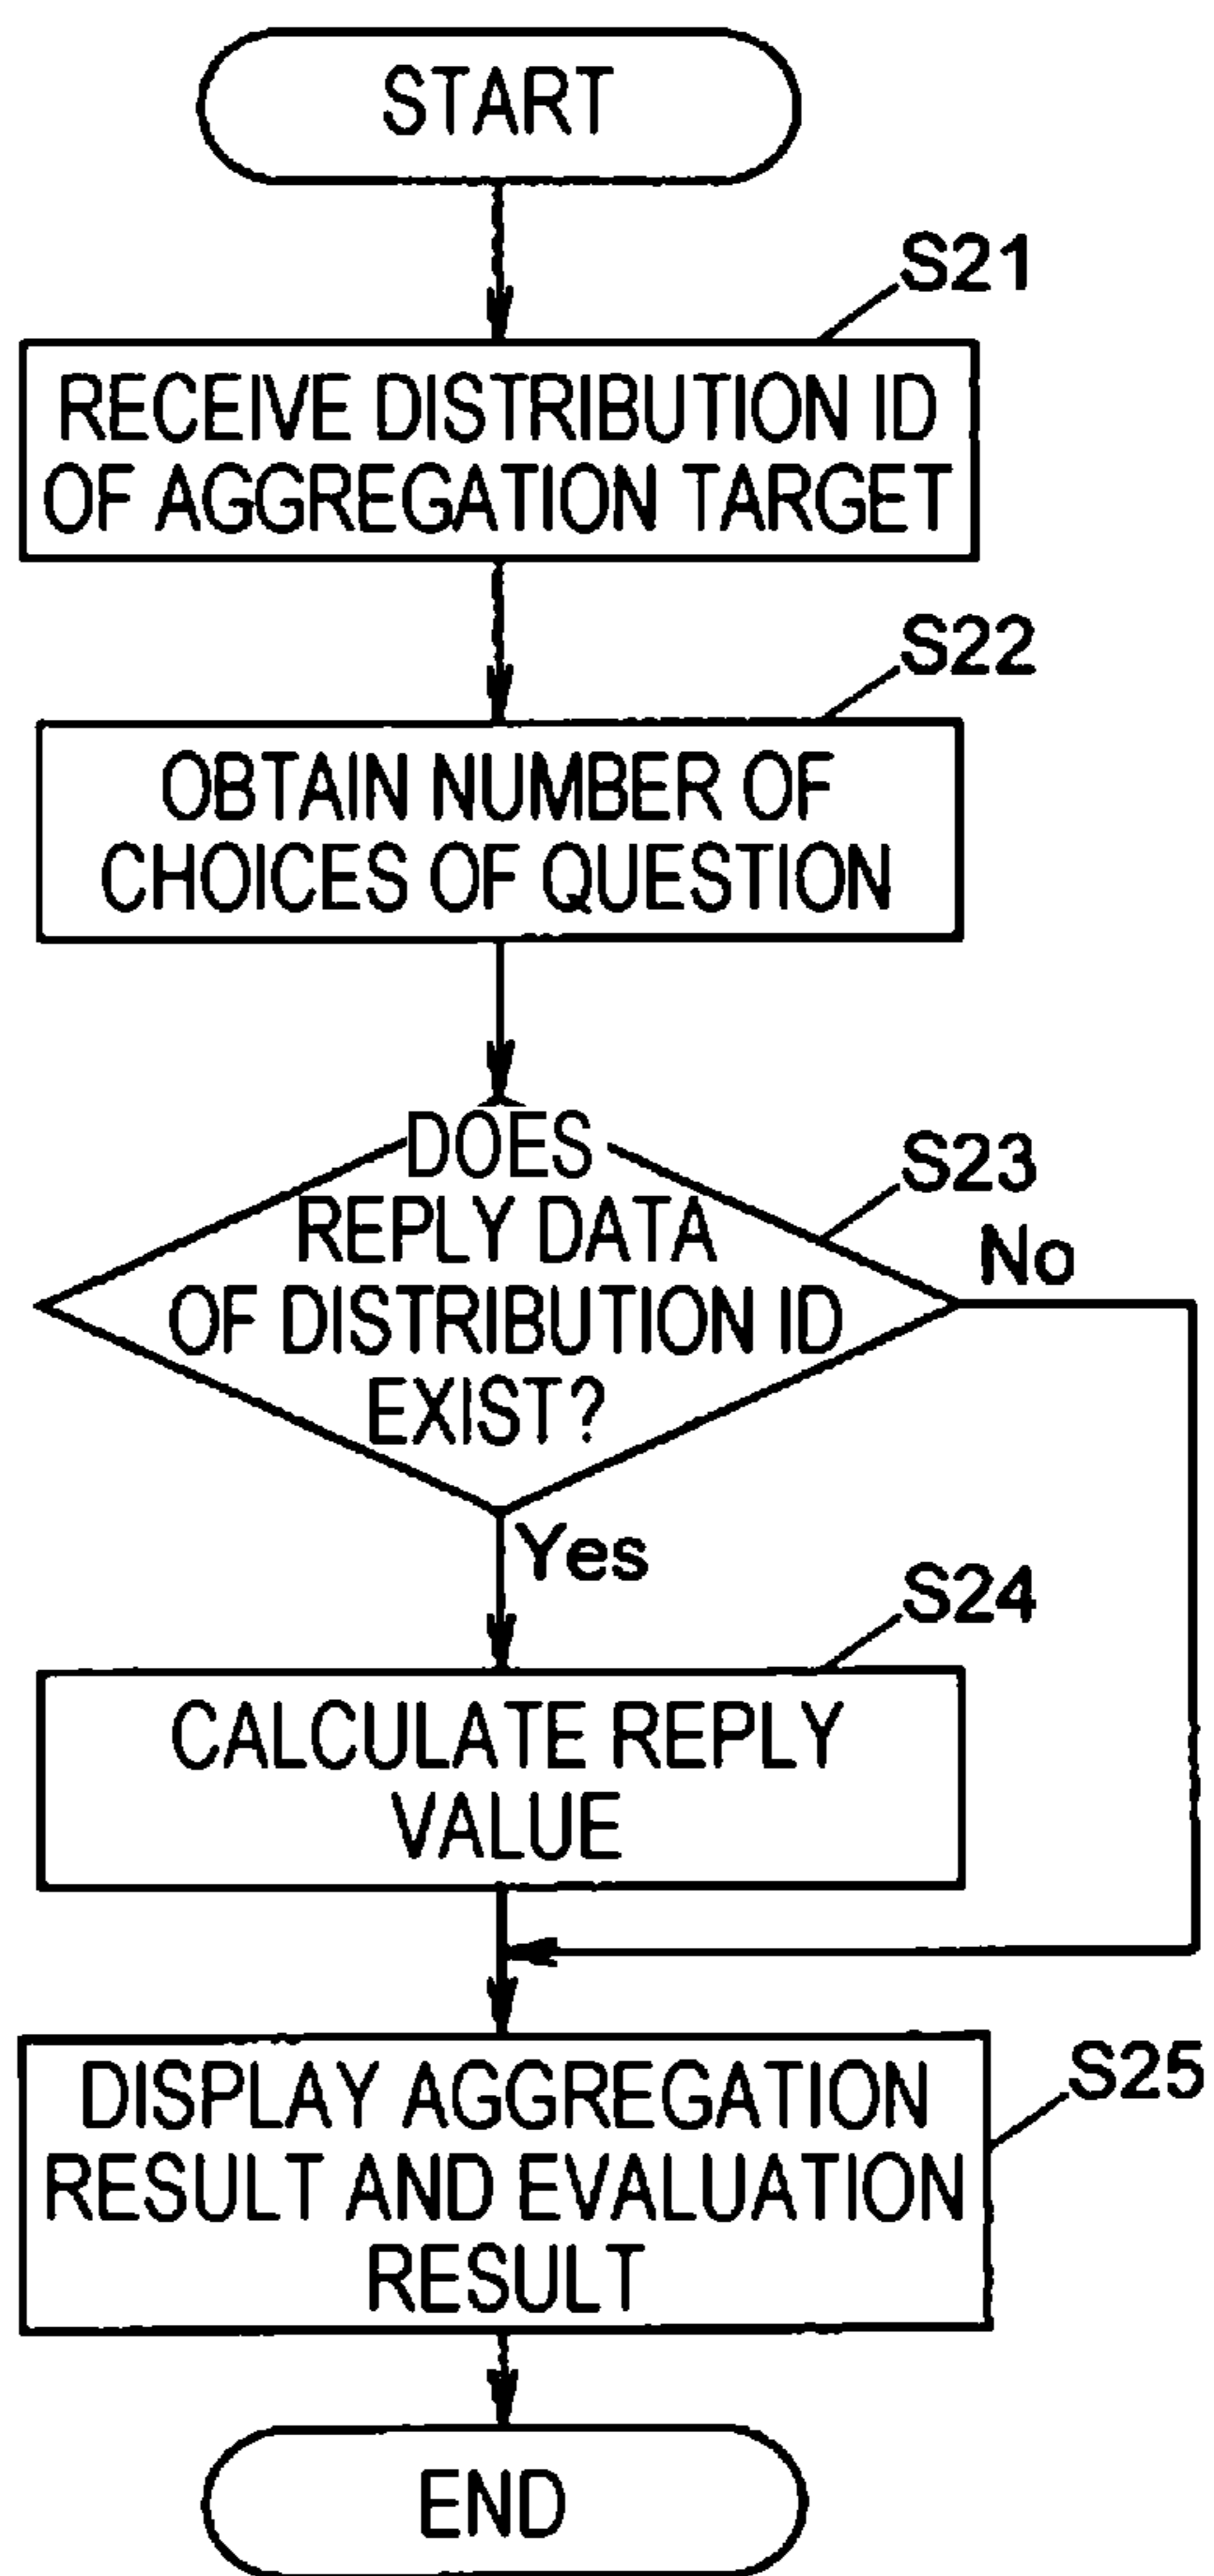 START
S21
RECEIVE DISTRIBUTION ID
OF AGGREGATION TARGET
S22
OBTAIN NUMBER OF
CHOICES OF QUESTION
DOES
S23
REPLY DATA
No
OF DISTRIBUTION ID
EXIST?
Yes
S24
CALCULATE REPLY
VALUE
S25
DISPLAY AGGREGATION
RESULT AND EVALUATION
RESULT
END